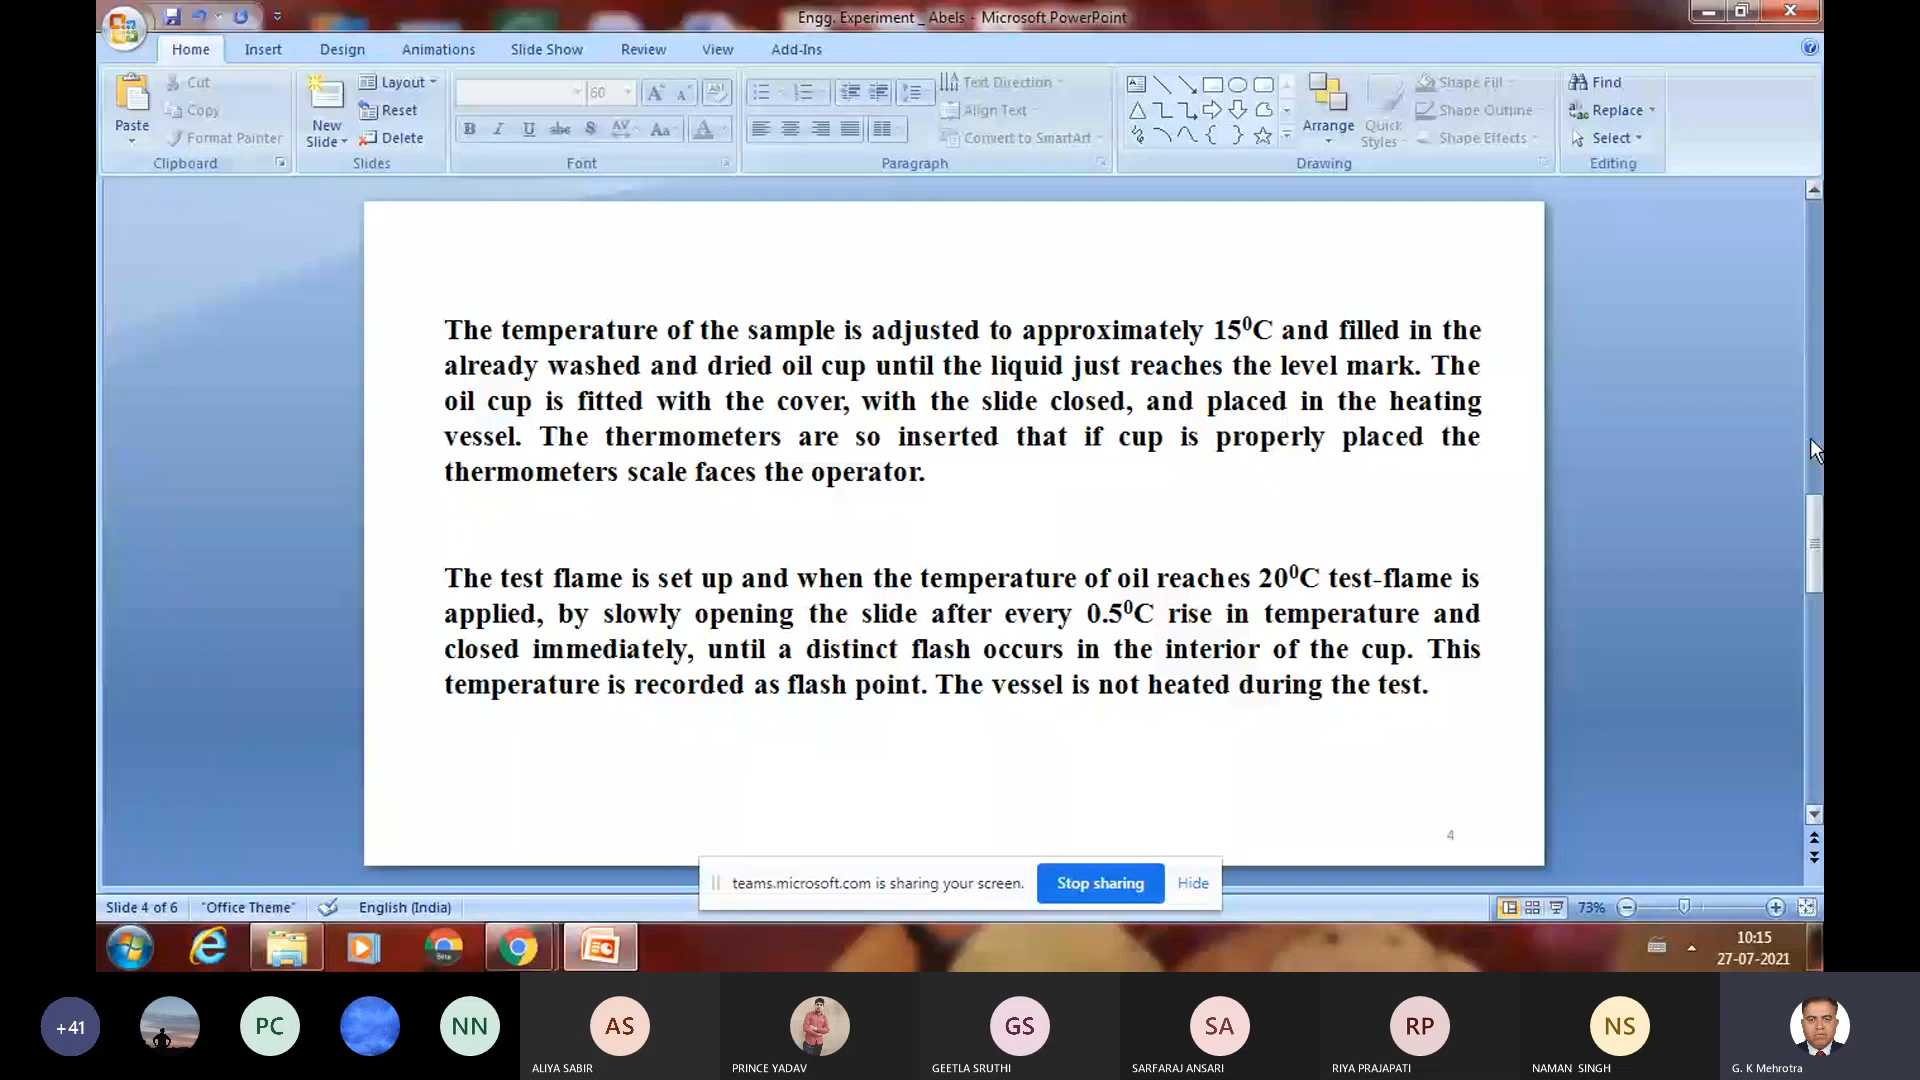 Engg. Experiment _ Abels - Microsoft PowerPoint
Home Insert Design Animations Slide Show Review View Add-Ins
Paste
Cut
Copy
Format Painter
Clipboard
New
Slide
Layout
Reset
Delete
Slides
60
Font
Text Direction
Align Text
Convert to SmartArt
Paragraph
Arrange
Quick
Styles
Shape Fill
Shape Outline
Shape Effects
Drawing
Find
Replace
Select
Editing
The temperature of the sample is adjusted to approximately 15⁰C and filled in the
already washed and dried oil cup until the liquid just reaches the level mark. The
oil cup is fitted with the cover, with the slide closed, and placed in the heating
vessel. The thermometers are so inserted that if cup is properly placed the
thermometers scale faces the operator.
The test flame is set up and when the temperature of oil reaches 20⁰C test-flame is
applied, by slowly opening the slide after every 0.5⁰C rise in temperature and
closed immediately, until a distinct flash occurs in the interior of the cup. This
temperature is recorded as flash point. The vessel is not heated during the test.
4
teams.microsoft.com is sharing your screen. Stop sharing Hide
Slide 4 of 6 "Office Theme" English (India) 73%
10:15
27-07-2021
+41 PC NN AS GS SA RP NS
ALIYA SABIR PRINCE YADAV GEETLA SRUTHI SARFARAJ ANSARI RIYA PRAJAPATI NAMAN SINGH G. K Mehrotra